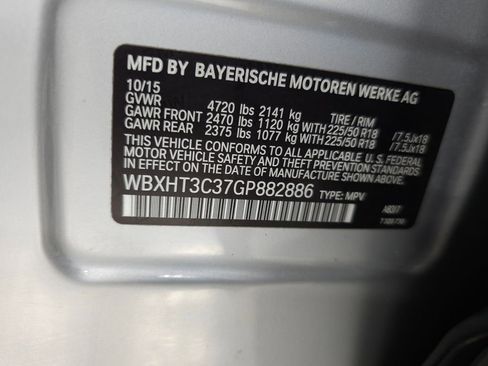 MFD BY BAYERISCHE MOTOREN WERKE AG
10/15
GVWR 4720 lbs 2141 kg TIRE / RIM
GAWR FRONT 2470 lbs 1120 kg WITH 225/50 R18 / 7.5Jx18
GAWR REAR 2375 lbs 1077 kg WITH 225/50 R18 / 7.5Jx18
THIS VEHICLE CONFORMS TO ALL APPLICABLE U. S. FEDERAL
MOTOR VEHICLE SAFETY, BUMPER, AND THEFT PREVENTION STANDARDS
IN EFFECT ON THE DATE OF MANUFACTURE SHOWN ABOVE.
WBXHT3C37GP882886 TYPE: MPV